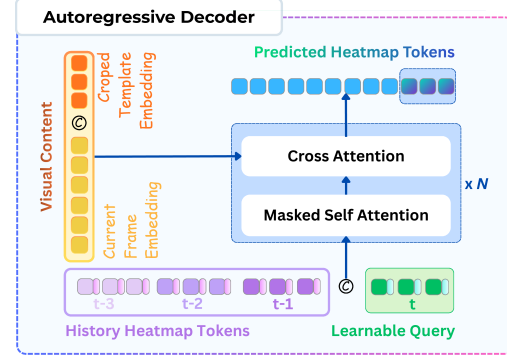 Autoregressive Decoder
Predicted Heatmap Tokens
Visual Content
Croped
Template
Embedding
©
Current
Frame
Embedding
Cross Attention
Masked Self Attention
x N
t-3
t-2
t-1
©
t
History Heatmap Tokens
Learnable Query